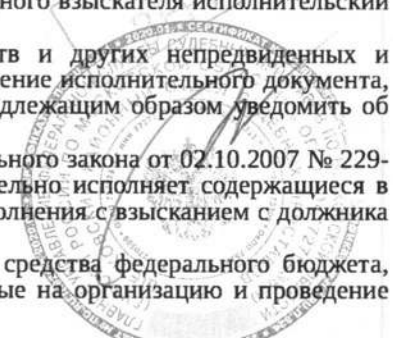 ного взыскателя исполнительский
тв и других непредвиденных и
ение исполнительного документа,
длежащим образом уведомить об
ьного закона от 02.10.2007 № 229-
ельно исполняет содержащиеся в
олнения с взысканием с должника
средства федерального бюджета,
ые на организацию и проведение